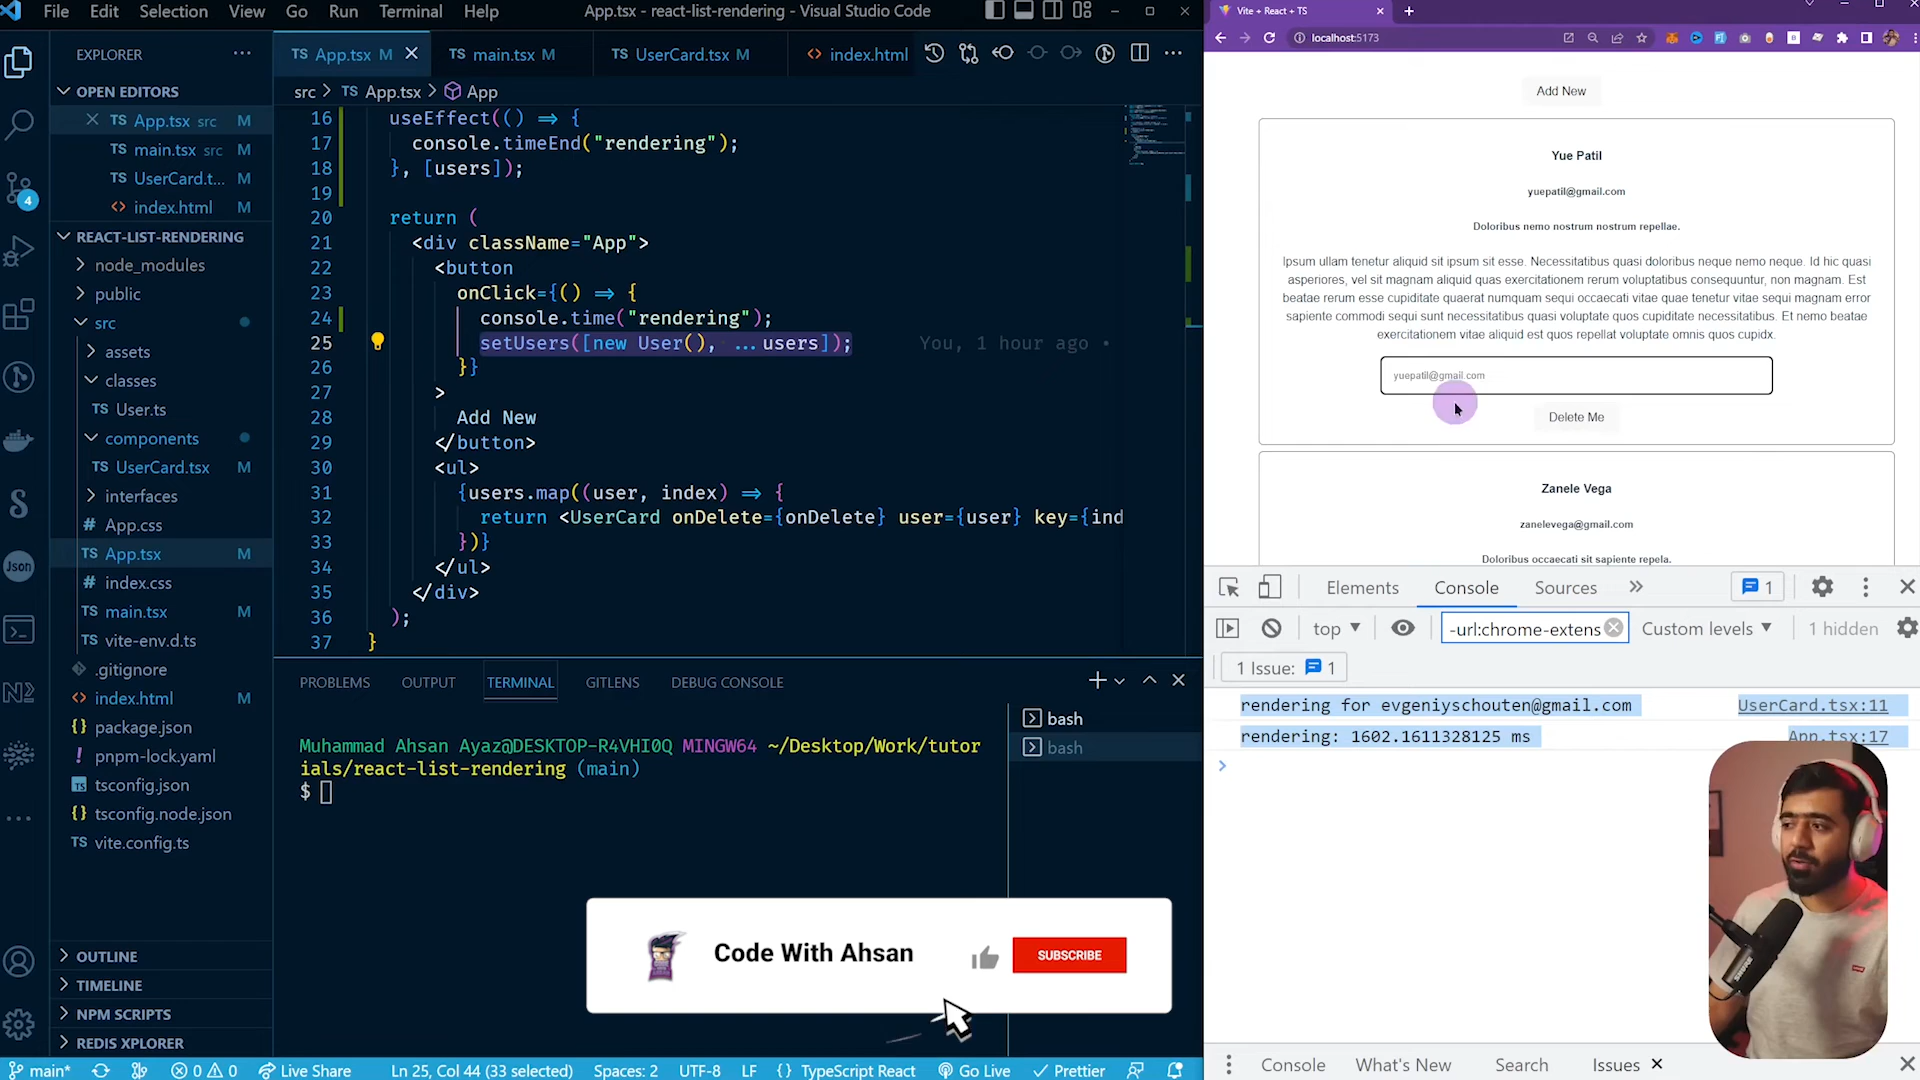 File Edit Selection View Go Run Terminal Help App.tsx - react-list-rendering - Visual Studio Code
EXPLORER
OPEN EDITORS
App.tsx src M
main.tsx src M
UserCard.t... M
index.html M
REACT-LIST-RENDERING
node_modules
public
src
assets
classes
TS User.ts
components
TS UserCard.tsx M
interfaces
# App.css
TS App.tsx M
# index.css
TS main.tsx M
TS vite-env.d.ts
.gitignore
index.html M
package.json
pnpm-lock.yaml
tsconfig.json
tsconfig.node.json
TS vite.config.ts
OUTLINE
TIMELINE
NPM SCRIPTS
REDIS XPLORER
4
Json
TS App.tsx M TS main.tsx M TS UserCard.tsx M <> index.html
src > TS App.tsx > App
16 useEffect(() => {
17 console.timeEnd("rendering");
18 }, [users]);
19
20 return (
21 <div className="App">
22 <button
23 onClick={() => {
24 console.time("rendering");
25 setUsers([new User(), ...users]); You, 1 hour ago •
26 }}
27 >
28 Add New
29 </button>
30 <ul>
31 {users.map((user, index) => {
32 return <UserCard onDelete={onDelete} user={user} key={ind
33 })}
34 </ul>
35 </div>
36 );
37 }
PROBLEMS OUTPUT TERMINAL GITLENS DEBUG CONSOLE
Muhammad Ahsan Ayaz@DESKTOP-R4VHI0Q MINGW64 ~/Desktop/Work/tutor
ials/react-list-rendering (main)
$
bash
bash
Code With Ahsan
SUBSCRIBE
main* 0 0 Live Share Ln 25, Col 44 (33 selected) Spaces: 2 UTF-8 LF {} TypeScript React Go Live Prettier
Vite + React + TS
localhost:5173
Add New
Yue Patil
yuepatil@gmail.com
Doloribus nemo nostrum nostrum repellae.
Ipsum ullam tenetur aliquid sit ipsum sit esse. Necessitatibus quasi doloribus neque nemo neque. Id hic quasi
asperiores, vel sit magnam aliquid quas exercitationem rerum voluptatibus consequuntur, non magnam. Est
beatae rerum esse cupiditate quaerat numquam sequi occaecati vitae quae tenetur vitae sequi magnam error
sapiente commodi sequi sunt necessitatibus quasi voluptate quos cupiditate necessitatibus. Et nemo beatae
exercitationem vitae aliquid est quos repellat voluptate omnis quos cupidx.
yuepatil@gmail.com
Delete Me
Zanele Vega
zanelevega@gmail.com
Doloribus occaecati sit sapiente repela.
Elements Console Sources 1
top -url:chrome-extens Custom levels 1 hidden
1 Issue: 1
rendering for evgeniyschouten@gmail.com UserCard.tsx:11
rendering: 1602.1611328125 ms App.tsx:17
Console What's New Search Issues